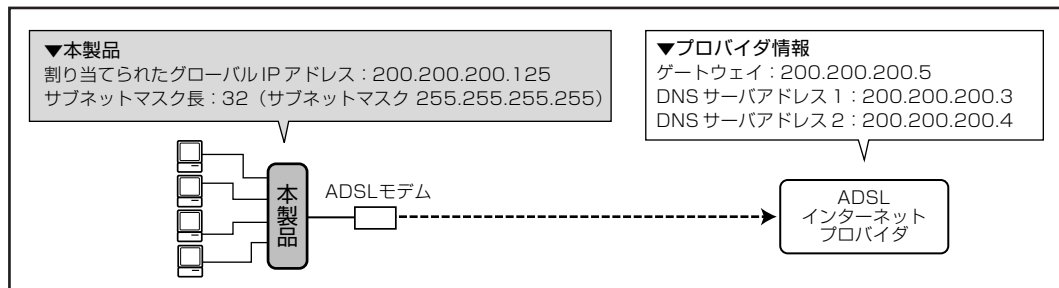 ▼本製品
割り当てられたグローバルIPアドレス：200.200.200.125
サブネットマスク長：32（サブネットマスク 255.255.255.255）
▼プロバイダ情報
ゲートウェイ：200.200.200.5
DNSサーバアドレス1：200.200.200.3
DNSサーバアドレス2：200.200.200.4
本製品
ADSLモデム
ADSL
インターネット
プロバイダ